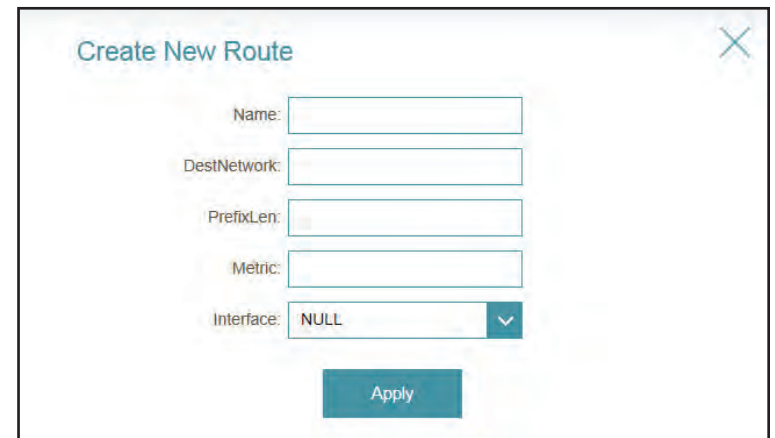 Create New Route
Name:
DestNetwork:
PrefixLen:
Metric:
Interface: NULL
Apply